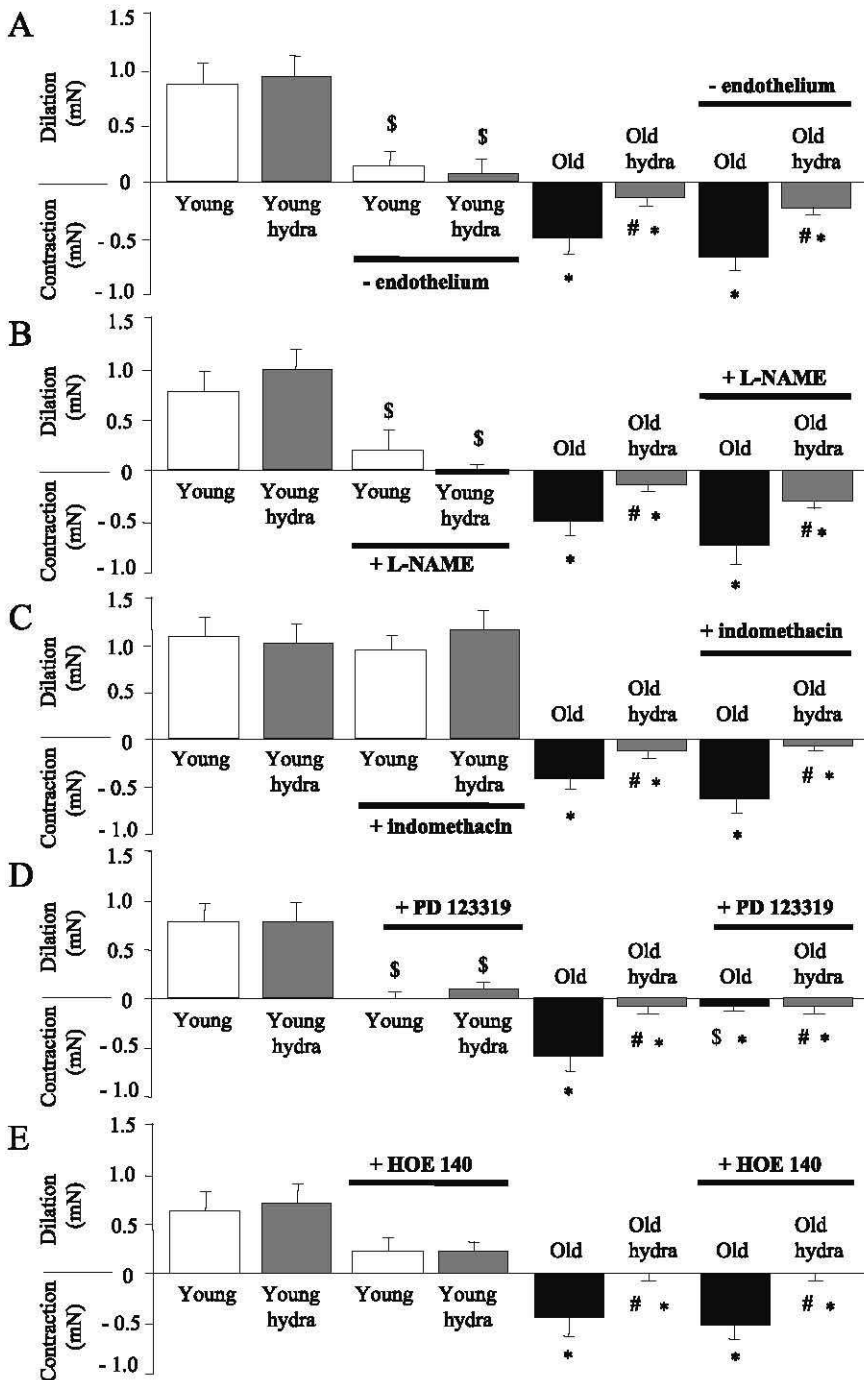 A
Dilation
(mN)
Contraction
(mN)
1.5
1.0
0.5
0
- 0.5
- 1.0
$ $
- endothelium
Old
Old
hydra
Old
Old
hydra
Young
Young
hydra
Young
Young
hydra
- endothelium
*
# *
*
# *
B
Dilation
(mN)
Contraction
(mN)
1.5
1.0
0.5
0
- 0.5
- 1.0
$ $
+ L-NAME
Old
Old
hydra
Old
Old
hydra
Young
Young
hydra
Young
Young
hydra
+ L-NAME
*
# *
*
# *
C
Dilation
(mN)
Contraction
(mN)
1.5
1.0
0.5
0
- 0.5
- 1.0
+ indomethacin
Old
Old
hydra
Old
Old
hydra
Young
Young
hydra
Young
Young
hydra
+ indomethacin
*
# *
*
# *
D
Dilation
(mN)
Contraction
(mN)
1.5
1.0
0
- 0.5
- 1.0
+ PD 123319
+ PD 123319
$ $
Old
Old
hydra
Old
Old
hydra
Young
Young
hydra
Young
Young
hydra
*
# *
$ *
# *
E
Dilation
(mN)
Contraction
(mN)
1.5
1.0
0.5
0
- 0.5
- 1.0
+ HOE 140
+ HOE 140
Old
Old
hydra
Old
Old
hydra
Young
Young
hydra
Young
Young
hydra
*
# *
*
# *